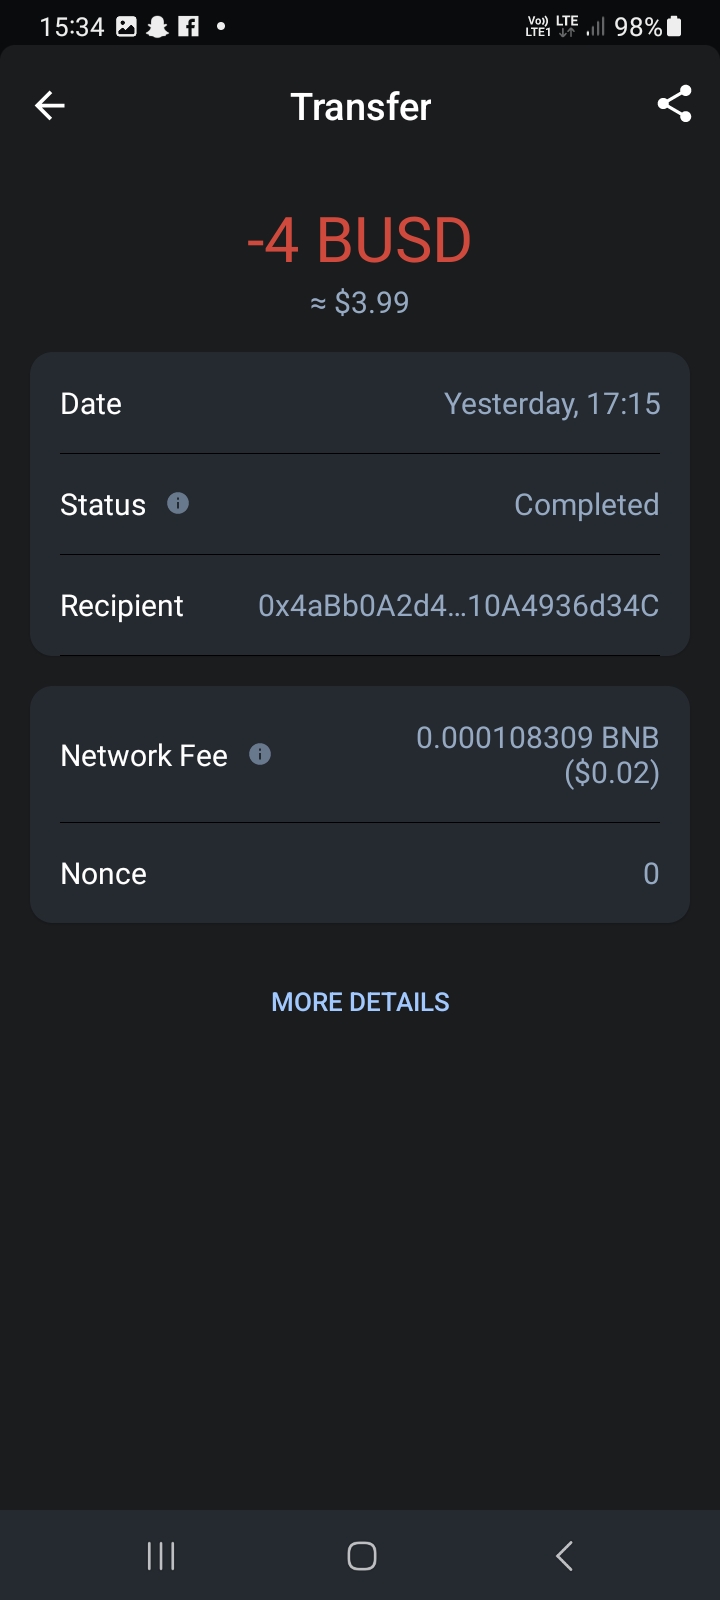 15:34
Vo)) LTE 98%
LTE1
Transfer
-4 BUSD
≈ $3.99
Date Yesterday, 17:15
Status Completed
Recipient 0x4aBb0A2d4...10A4936d34C
Network Fee 0.000108309 BNB
($0.02)
Nonce 0
MORE DETAILS